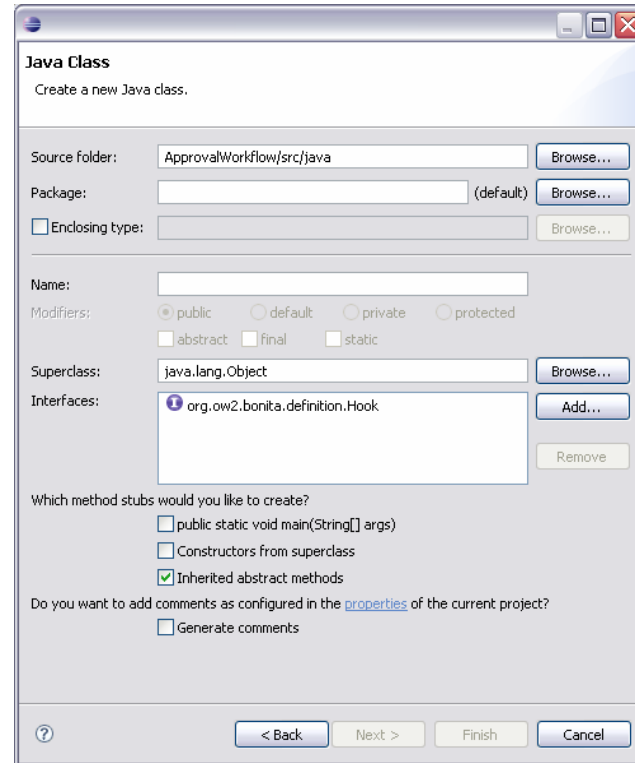 Java Class
Create a new Java class.
Source folder: ApprovalWorkflow/src/java Browse...
Package: (default) Browse...
Enclosing type: Browse...
Name:
Modifiers: public default private protected
abstract final static
Superclass: java.lang.Object Browse...
Interfaces: I org.ow2.bonita.definition.Hook Add...
Remove
Which method stubs would you like to create?
public static void main(String[] args)
Constructors from superclass
Inherited abstract methods
Do you want to add comments as configured in the properties of the current project?
Generate comments
? < Back Next > Finish Cancel